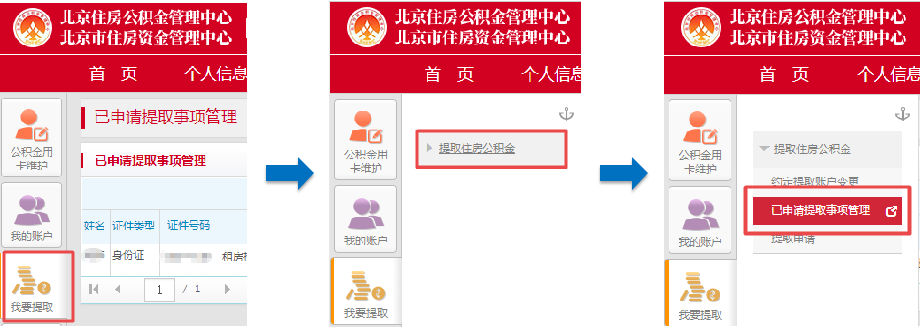 北京住房公积金管理中心
北京市住房资金管理中心
首 页 个人信息
公积金用
卡维护
我的账户
我要提取
已申请提取事项管理
已申请提取事项管理
姓名 证件类型 证件号码
身份证
1 / 1
北京住房公积金管理中心
北京市住房资金管理中心
首 页 个人信息
公积金用
卡维护
我的账户
我要提取
提取住房公积金
北京住房公积金管理中心
北京市住房资金管理中心
首 页 个人信息
公积金用
卡维护
我的账户
我要提取
提取住房公积金
约定提取账户变更
已申请提取事项管理
提取申请